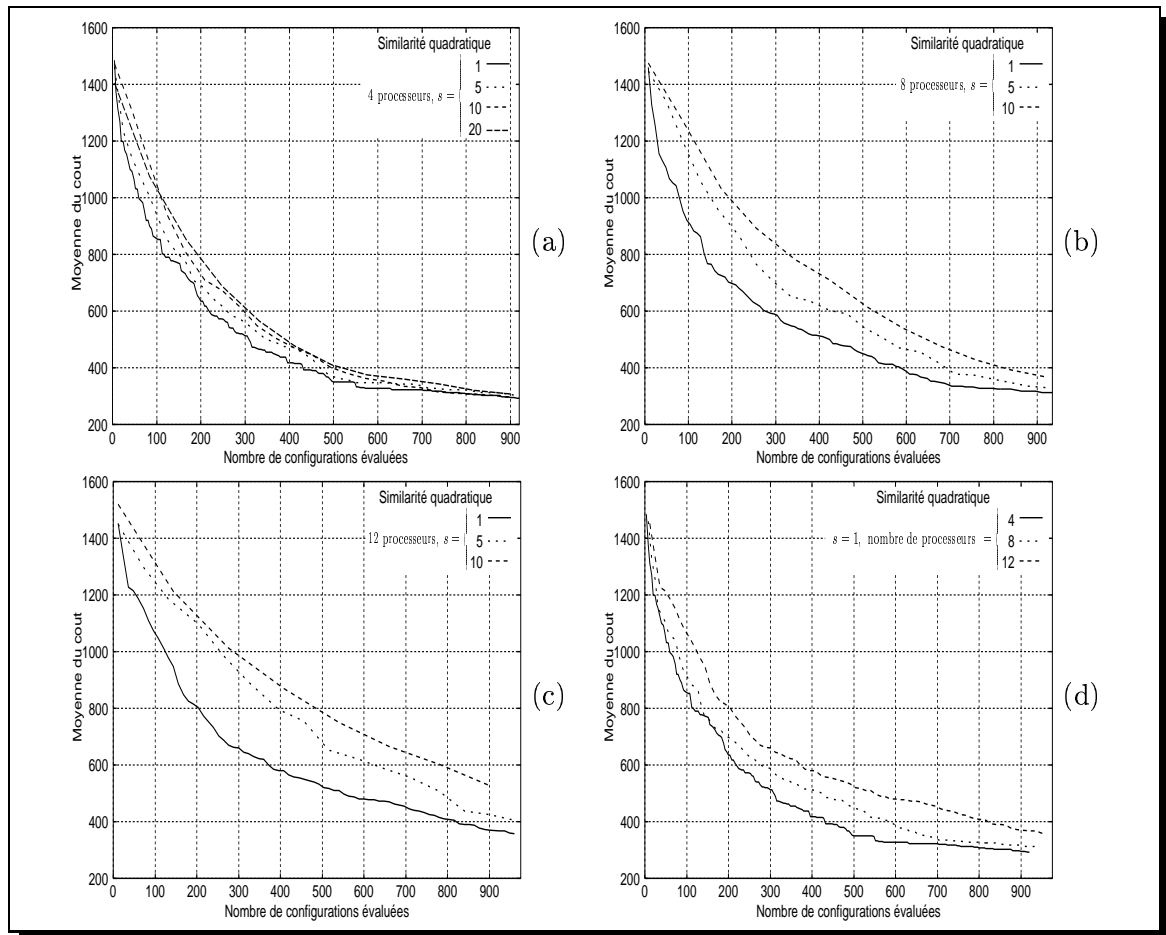 Similarité quadratique
4 processeurs, s =
1
5
10
20
1600
1400
1200
1000
800
600
400
200
0 100 200 300 400 500 600 700 800 900
Moyenne du cout
Nombre de configurations évaluées
(a)
Similarité quadratique
8 processeurs, s =
1
5
10
1600
1400
1200
1000
800
600
400
200
0 100 200 300 400 500 600 700 800 900
Moyenne du cout
Nombre de configurations évaluées
(b)
Similarité quadratique
12 processeurs, s =
1
5
10
1600
1400
1200
1000
800
600
400
200
0 100 200 300 400 500 600 700 800 900
Moyenne du cout
Nombre de configurations évaluées
(c)
Similarité quadratique
s = 1, nombre de processeurs =
4
8
12
1600
1400
1200
1000
800
600
400
200
0 100 200 300 400 500 600 700 800 900
Moyenne du cout
Nombre de configurations évaluées
(d)